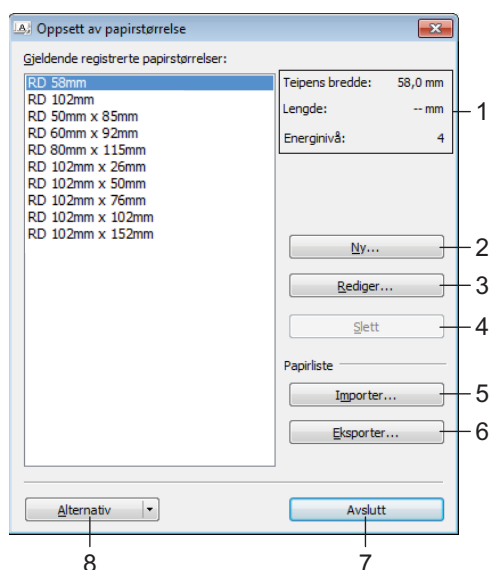 Oppsett av papirstørrelse
Gjeldende registrerte papirstørrelser:
RD 58mm
RD 102mm
RD 50mm x 85mm
RD 60mm x 92mm
RD 80mm x 115mm
RD 102mm x 26mm
RD 102mm x 50mm
RD 102mm x 76mm
RD 102mm x 102mm
RD 102mm x 152mm
Teipens bredde: 58,0 mm
Lengde: -- mm
Energinivå: 4
1
Ny... 2
Rediger... 3
Slett 4
Papirliste
Importer... 5
Eksporter... 6
Alternativ Avslutt
8 7